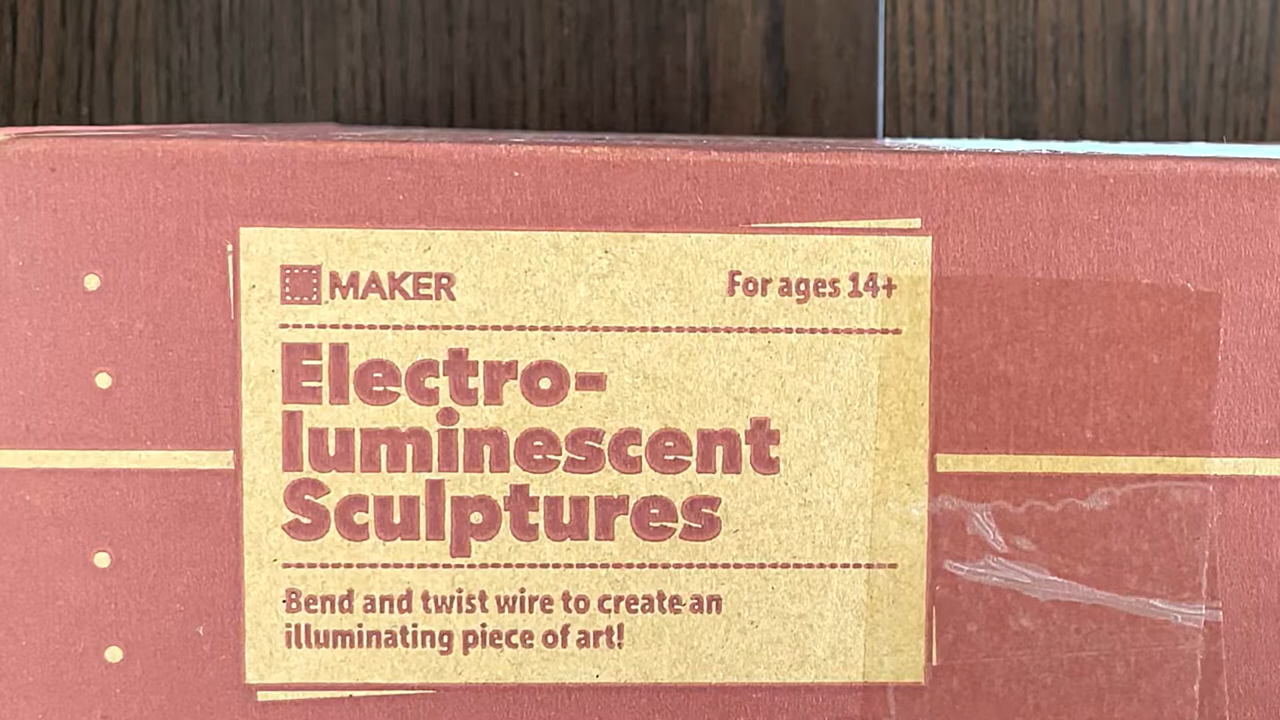 MAKER
For ages 14+
Electro-
luminescent
Sculptures
Bend and twist wire to create an
illuminating piece of art!